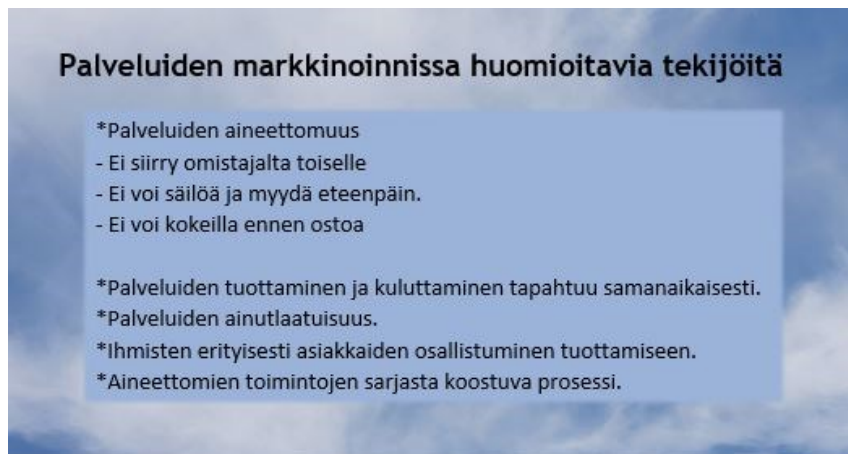 Palveluiden markkinoinnissa huomioitavia tekijöitä
*Palveluiden aineettomuus
- Ei siirry omistajalta toiselle
- Ei voi säilöä ja myydä eteenpäin.
- Ei voi kokeilla ennen ostoa
*Palveluiden tuottaminen ja kuluttaminen tapahtuu samanaikaisesti.
*Palveluiden ainutlaatuisuus.
*Ihmisten erityisesti asiakkaiden osallistuminen tuottamiseen.
*Aineettomien toimintojen sarjasta koostuva prosessi.